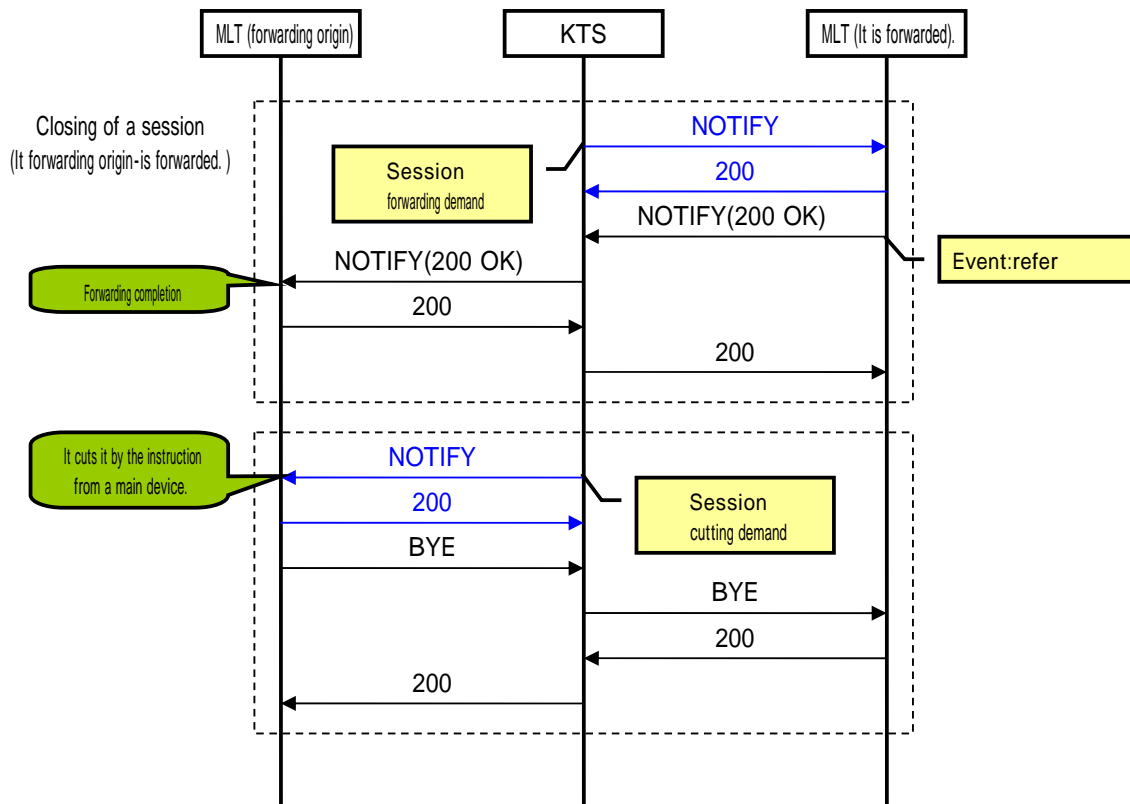 MLT (forwarding origin)
KTS
MLT (It is forwarded).
Closing of a session
(It forwarding origin-is forwarded. )
NOTIFY
Session
forwarding demand
200
NOTIFY(200 OK)
Event:refer
NOTIFY(200 OK)
Forwarding completion
200
200
It cuts it by the instruction
from a main device.
NOTIFY
Session
cutting demand
200
BYE
BYE
200
200